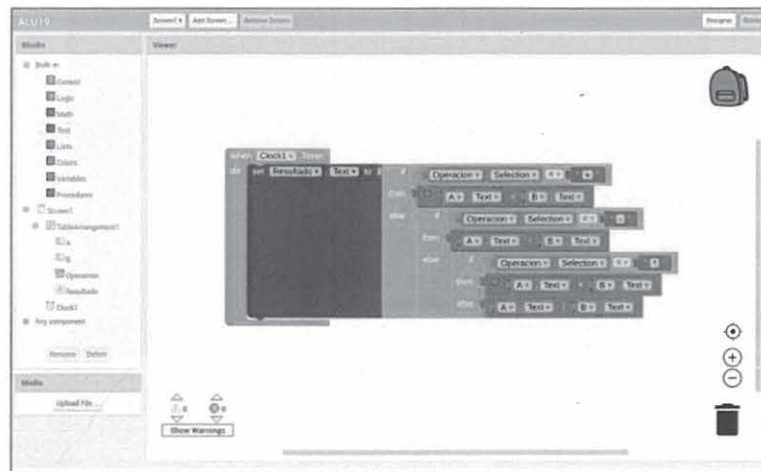 ALU19
Screen1 Add Screen ... Remove Screen
Designer
Blocks
Viewer
Built-in
Control
Logic
Math
Text
Lists
Colors
Variables
Procedures
Screen1
TableArrangement1
A
B
Operacion
Resultado
Clock1
Any component
Rename Delete
Media
Upload File ...
when Clock1 .Timer
do set Resultado . Text to if Operacion . Selection = " + "
then A . Text + B . Text
else if Operacion . Selection = " - "
then A . Text - B . Text
else if Operacion . Selection =
then A . Text B . Text
else A . Text / B . Text
0 0
Show Warnings